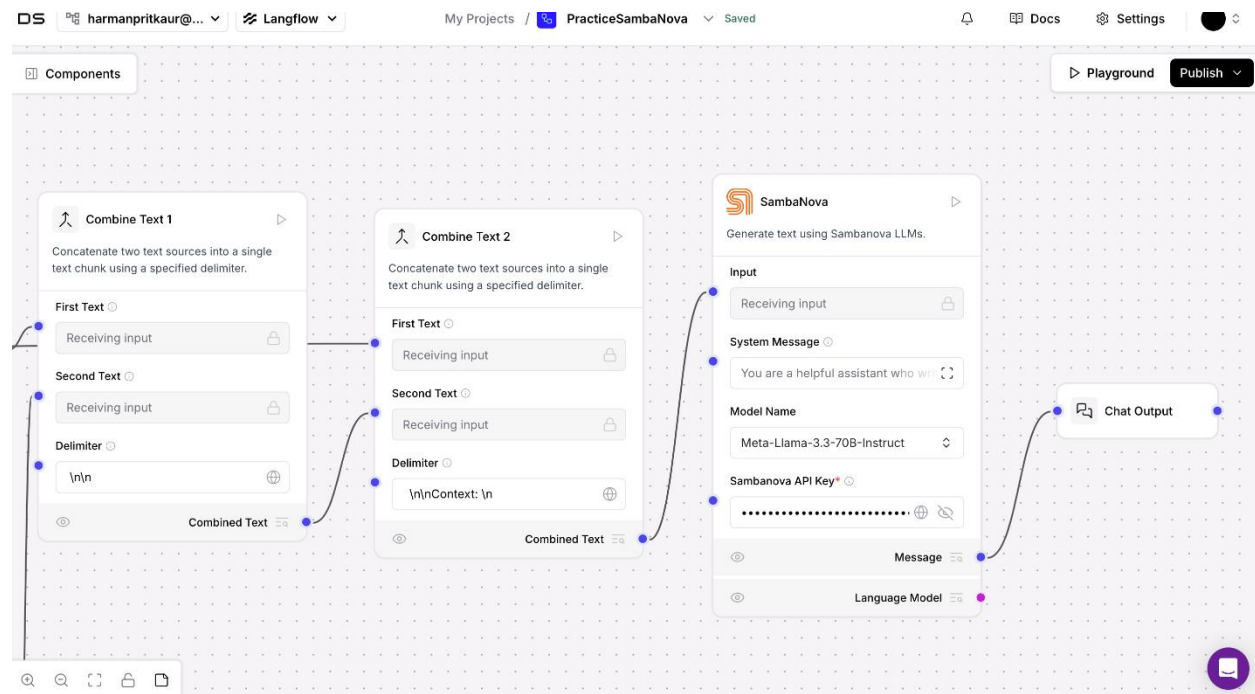 DS harmanpritkaur@... Langflow My Projects / PracticeSambaNova Saved Docs Settings
Components
Playground Publish
Combine Text 1
Concatenate two text sources into a single
text chunk using a specified delimiter.
First Text
Receiving input
Second Text
Receiving input
Delimiter
\n\n
Combined Text
Combine Text 2
Concatenate two text sources into a single
text chunk using a specified delimiter.
First Text
Receiving input
Second Text
Receiving input
Delimiter
\n\nContext: \n
Combined Text
SambaNova
Generate text using Sambanova LLMs.
Input
Receiving input
System Message
You are a helpful assistant who
Model Name
Meta-Llama-3.3-70B-Instruct
Sambanova API Key*
••••••••••••••••••••••••••
Message
Language Model
Chat Output